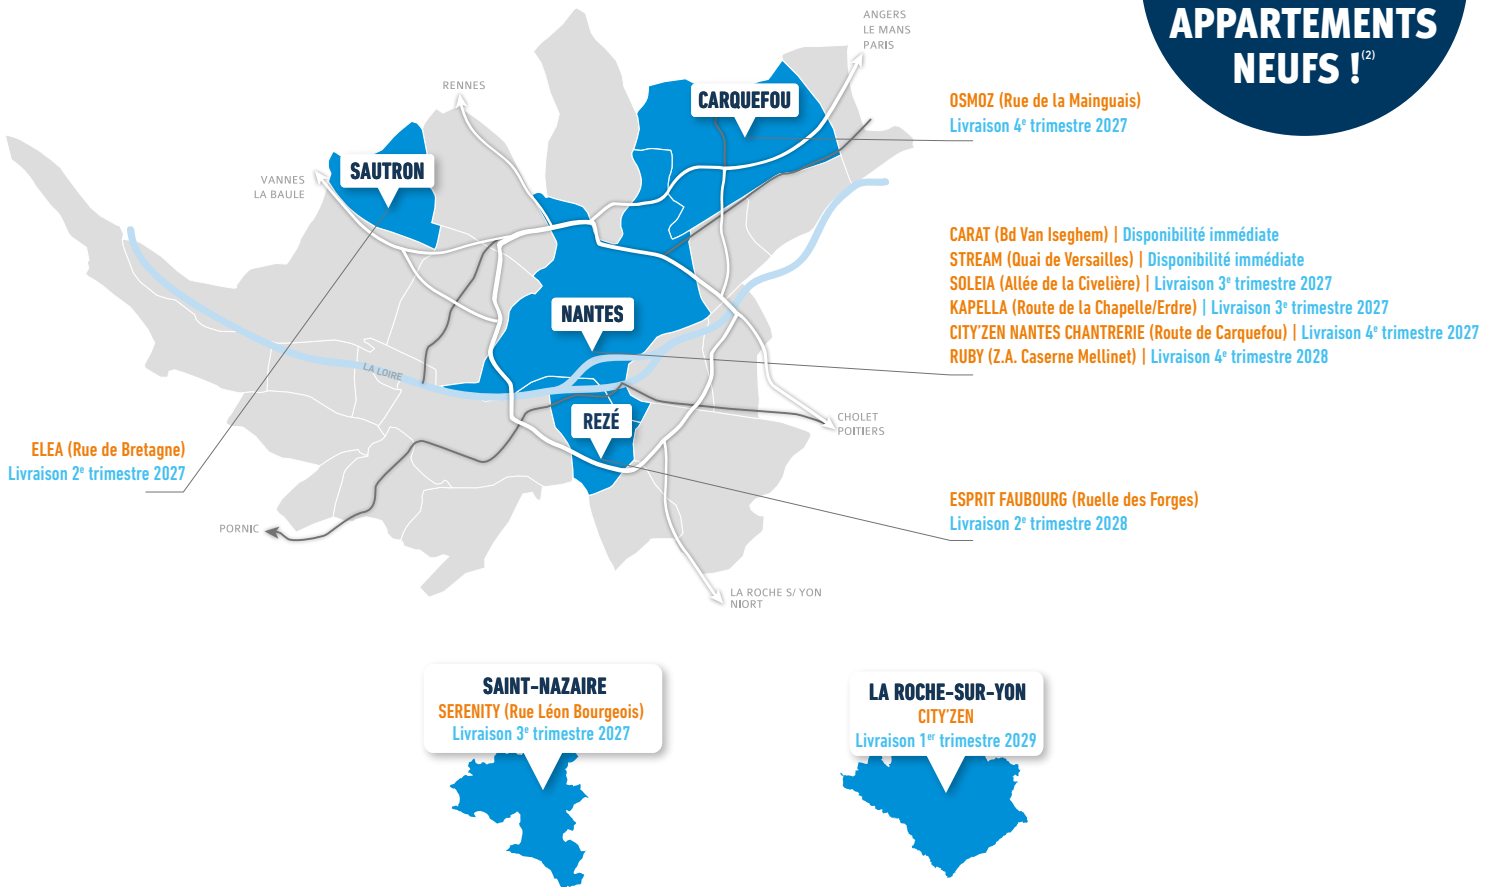 APPARTEMENTS
NEUFS !(2)
ANGERS
LE MANS
PARIS
RENNES
CARQUEFOU
OSMOZ (Rue de la Mainguais)
Livraison 4e trimestre 2027
SAUTRON
VANNES
LA BAULE
CARAT (Bd Van Iseghem) | Disponibilité immédiate
STREAM (Quai de Versailles) | Disponibilité immédiate
SOLEIA (Allée de la Civelière) | Livraison 3e trimestre 2027
KAPELLA (Route de la Chapelle/Erdre) | Livraison 3e trimestre 2027
CITY'ZEN NANTES CHANTRERIE (Route de Carquefou) | Livraison 4e trimestre 2027
RUBY (Z.A. Caserne Mellinet) | Livraison 4e trimestre 2028
NANTES
LA LOIRE
REZÉ
CHOLET
POITIERS
ELEA (Rue de Bretagne)
Livraison 2e trimestre 2027
ESPRIT FAUBOURG (Ruelle des Forges)
Livraison 2e trimestre 2028
PORNIC
LA ROCHE S/ YON
NIORT
SAINT-NAZAIRE
SERENITY (Rue Léon Bourgeois)
Livraison 3e trimestre 2027
LA ROCHE-SUR-YON
CITY'ZEN
Livraison 1er trimestre 2029